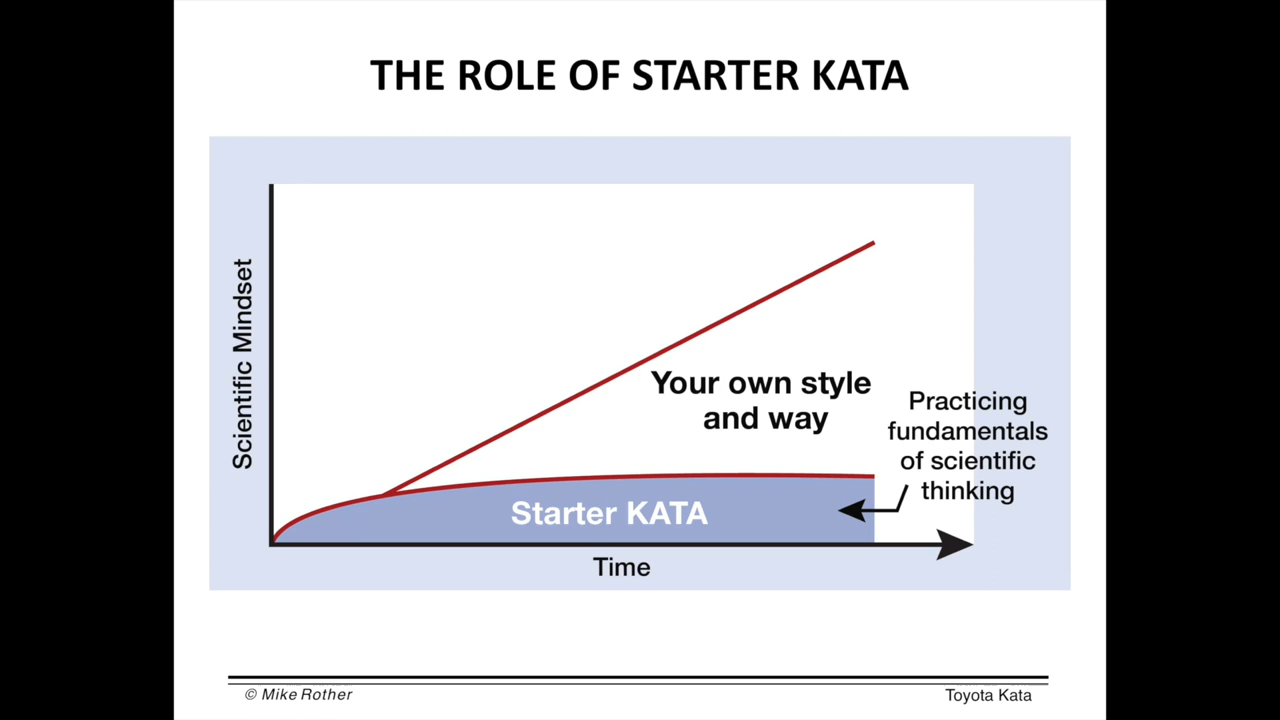 THE ROLE OF STARTER KATA
Scientific Mindset
Your own style
and way
Practicing
fundamentals
of scientific
thinking
Starter KATA
Time
© Mike Rother
Toyota Kata